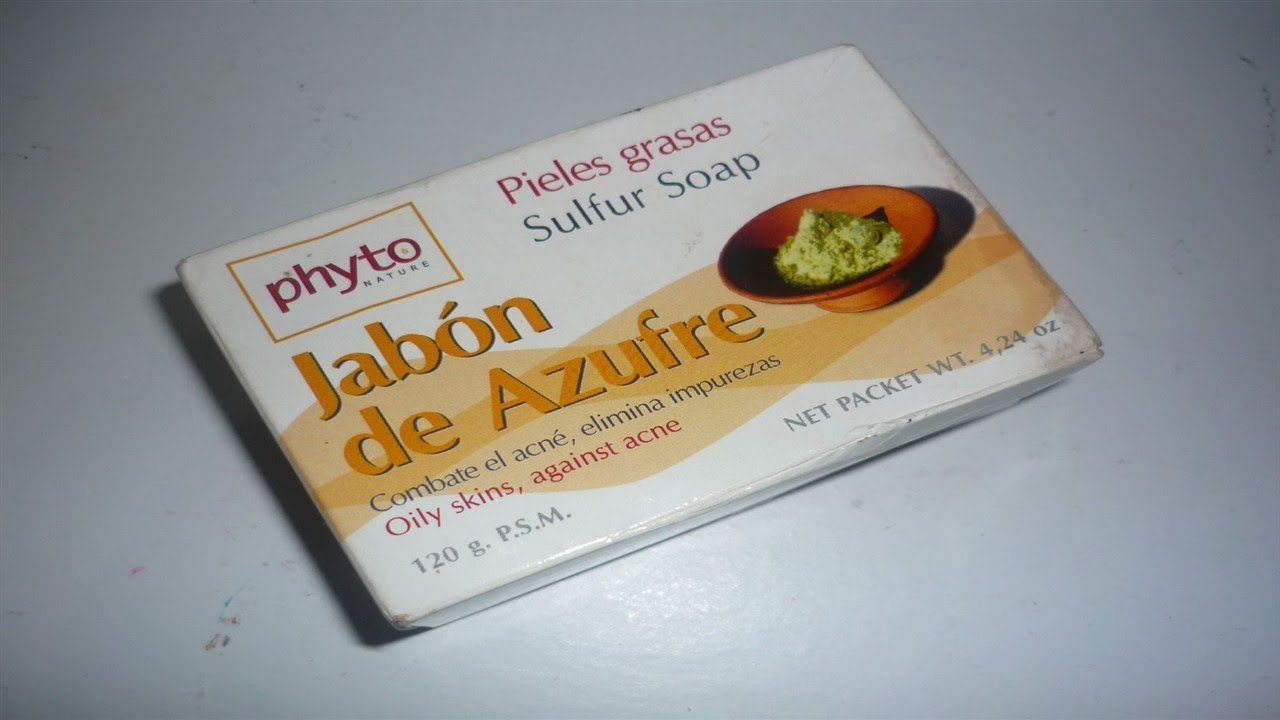 Pieles grasas
Sulfur Soap
phyto
NATURE
Jabón
de Azufre
Combate el acné, elimina impurezas
Oily skins, against acne
120 g. P.S.M.
NET PACKET WT. 4,24 oz